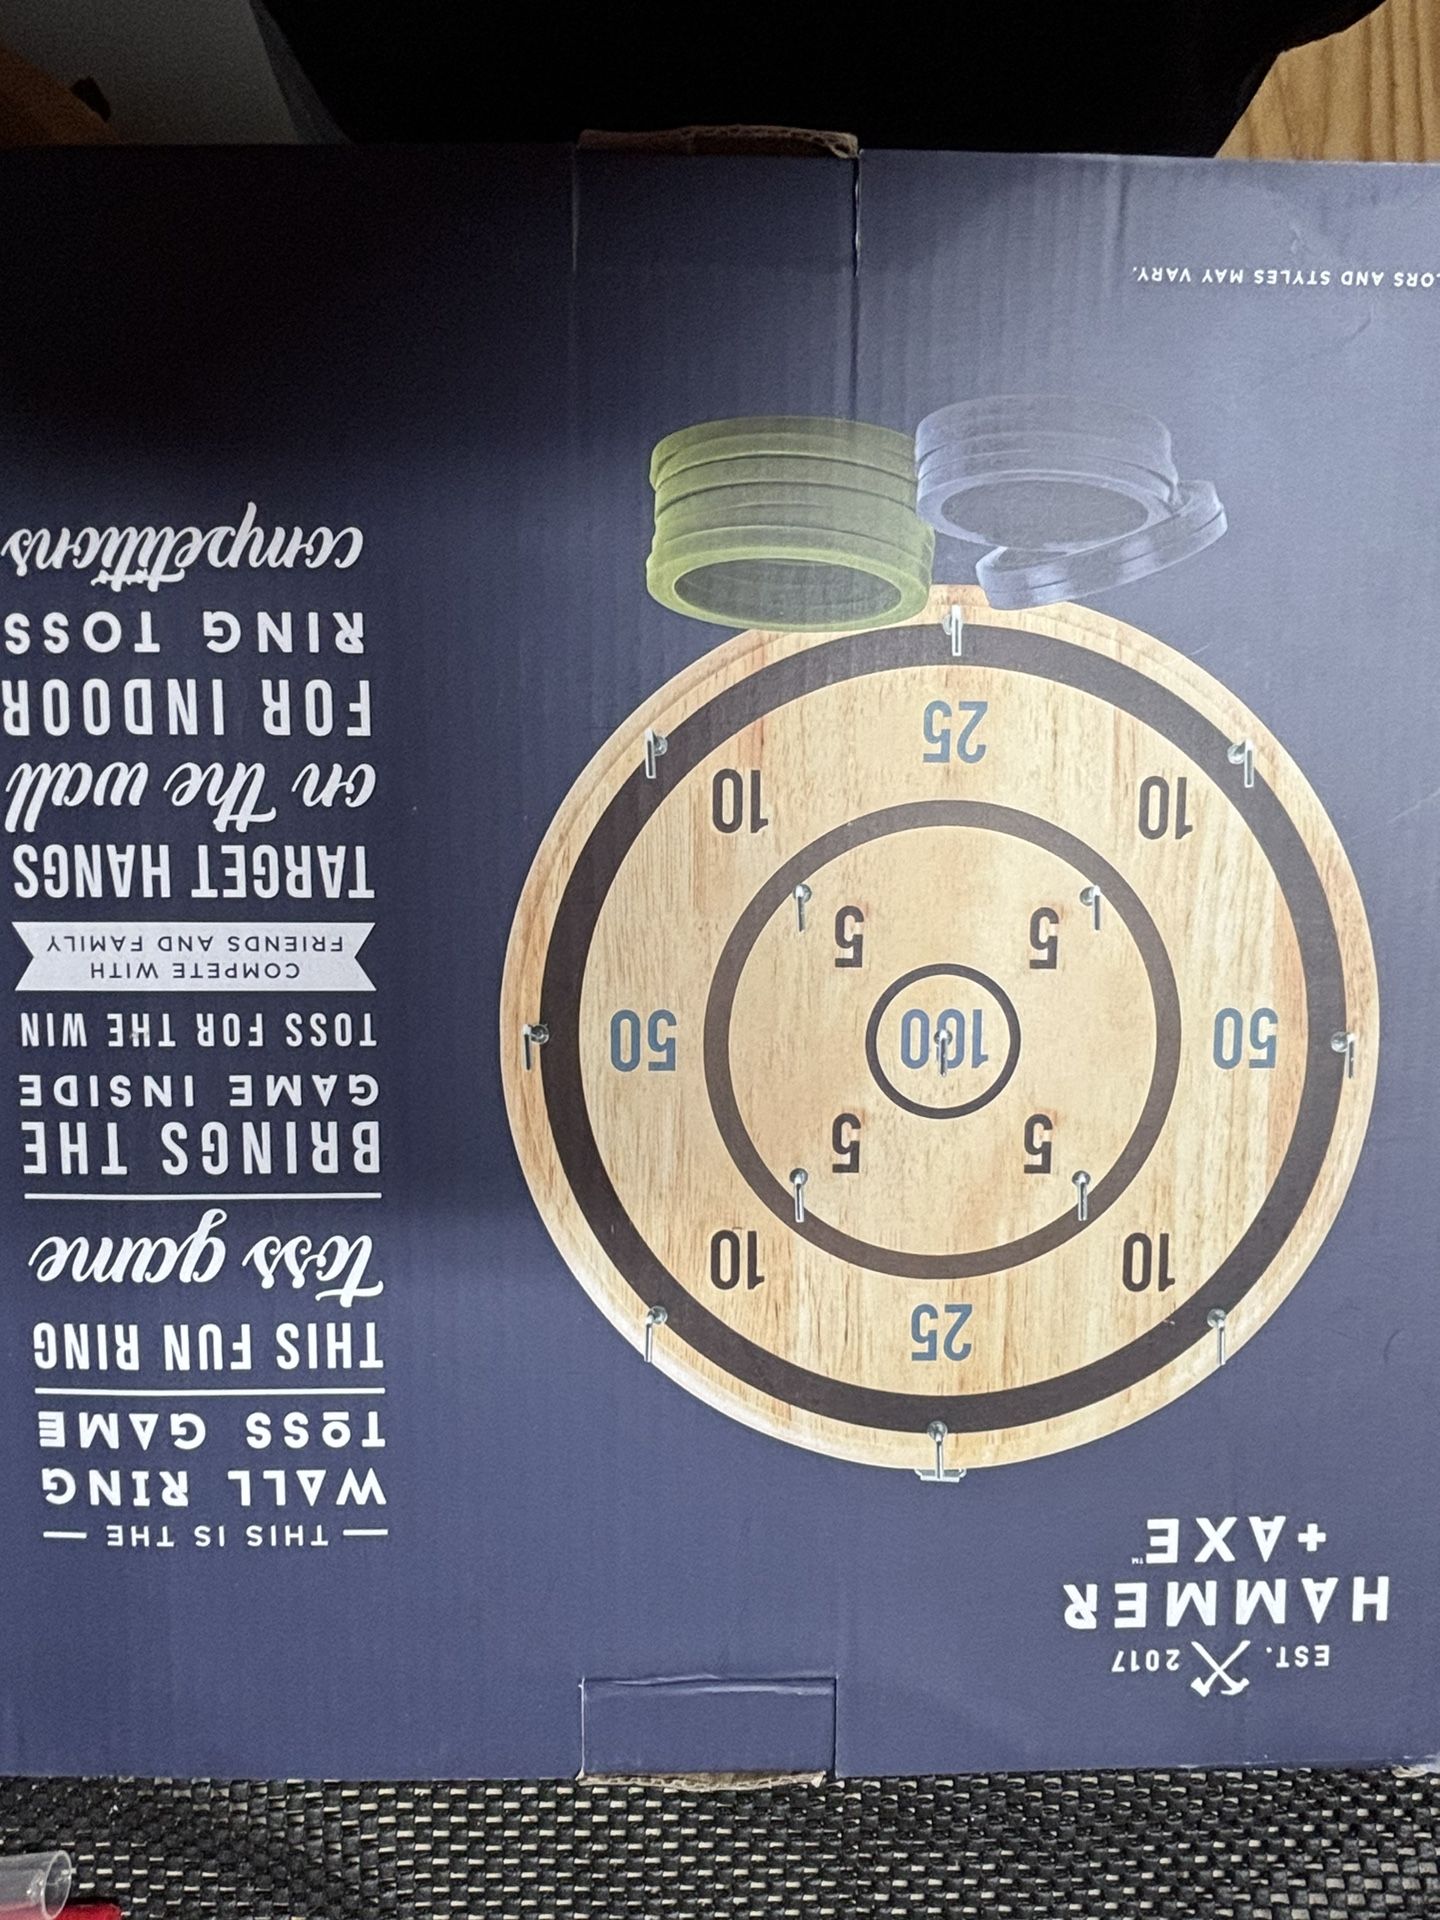 EST. 2017
HAMMER
+AXE™
— THIS IS THE —
WALL RING
TOSS GAME
THIS FUN RING
toss game
BRINGS THE
GAME INSIDE
TOSS FOR THE WIN
COMPETE WITH
FRIENDS AND FAMILY
TARGET HANGS
on the wall
FOR INDOOR
RING TOSS
competitions
25
10
10
5
5
50
100
50
5
5
10
10
25
AND STYLES MAY VARY.